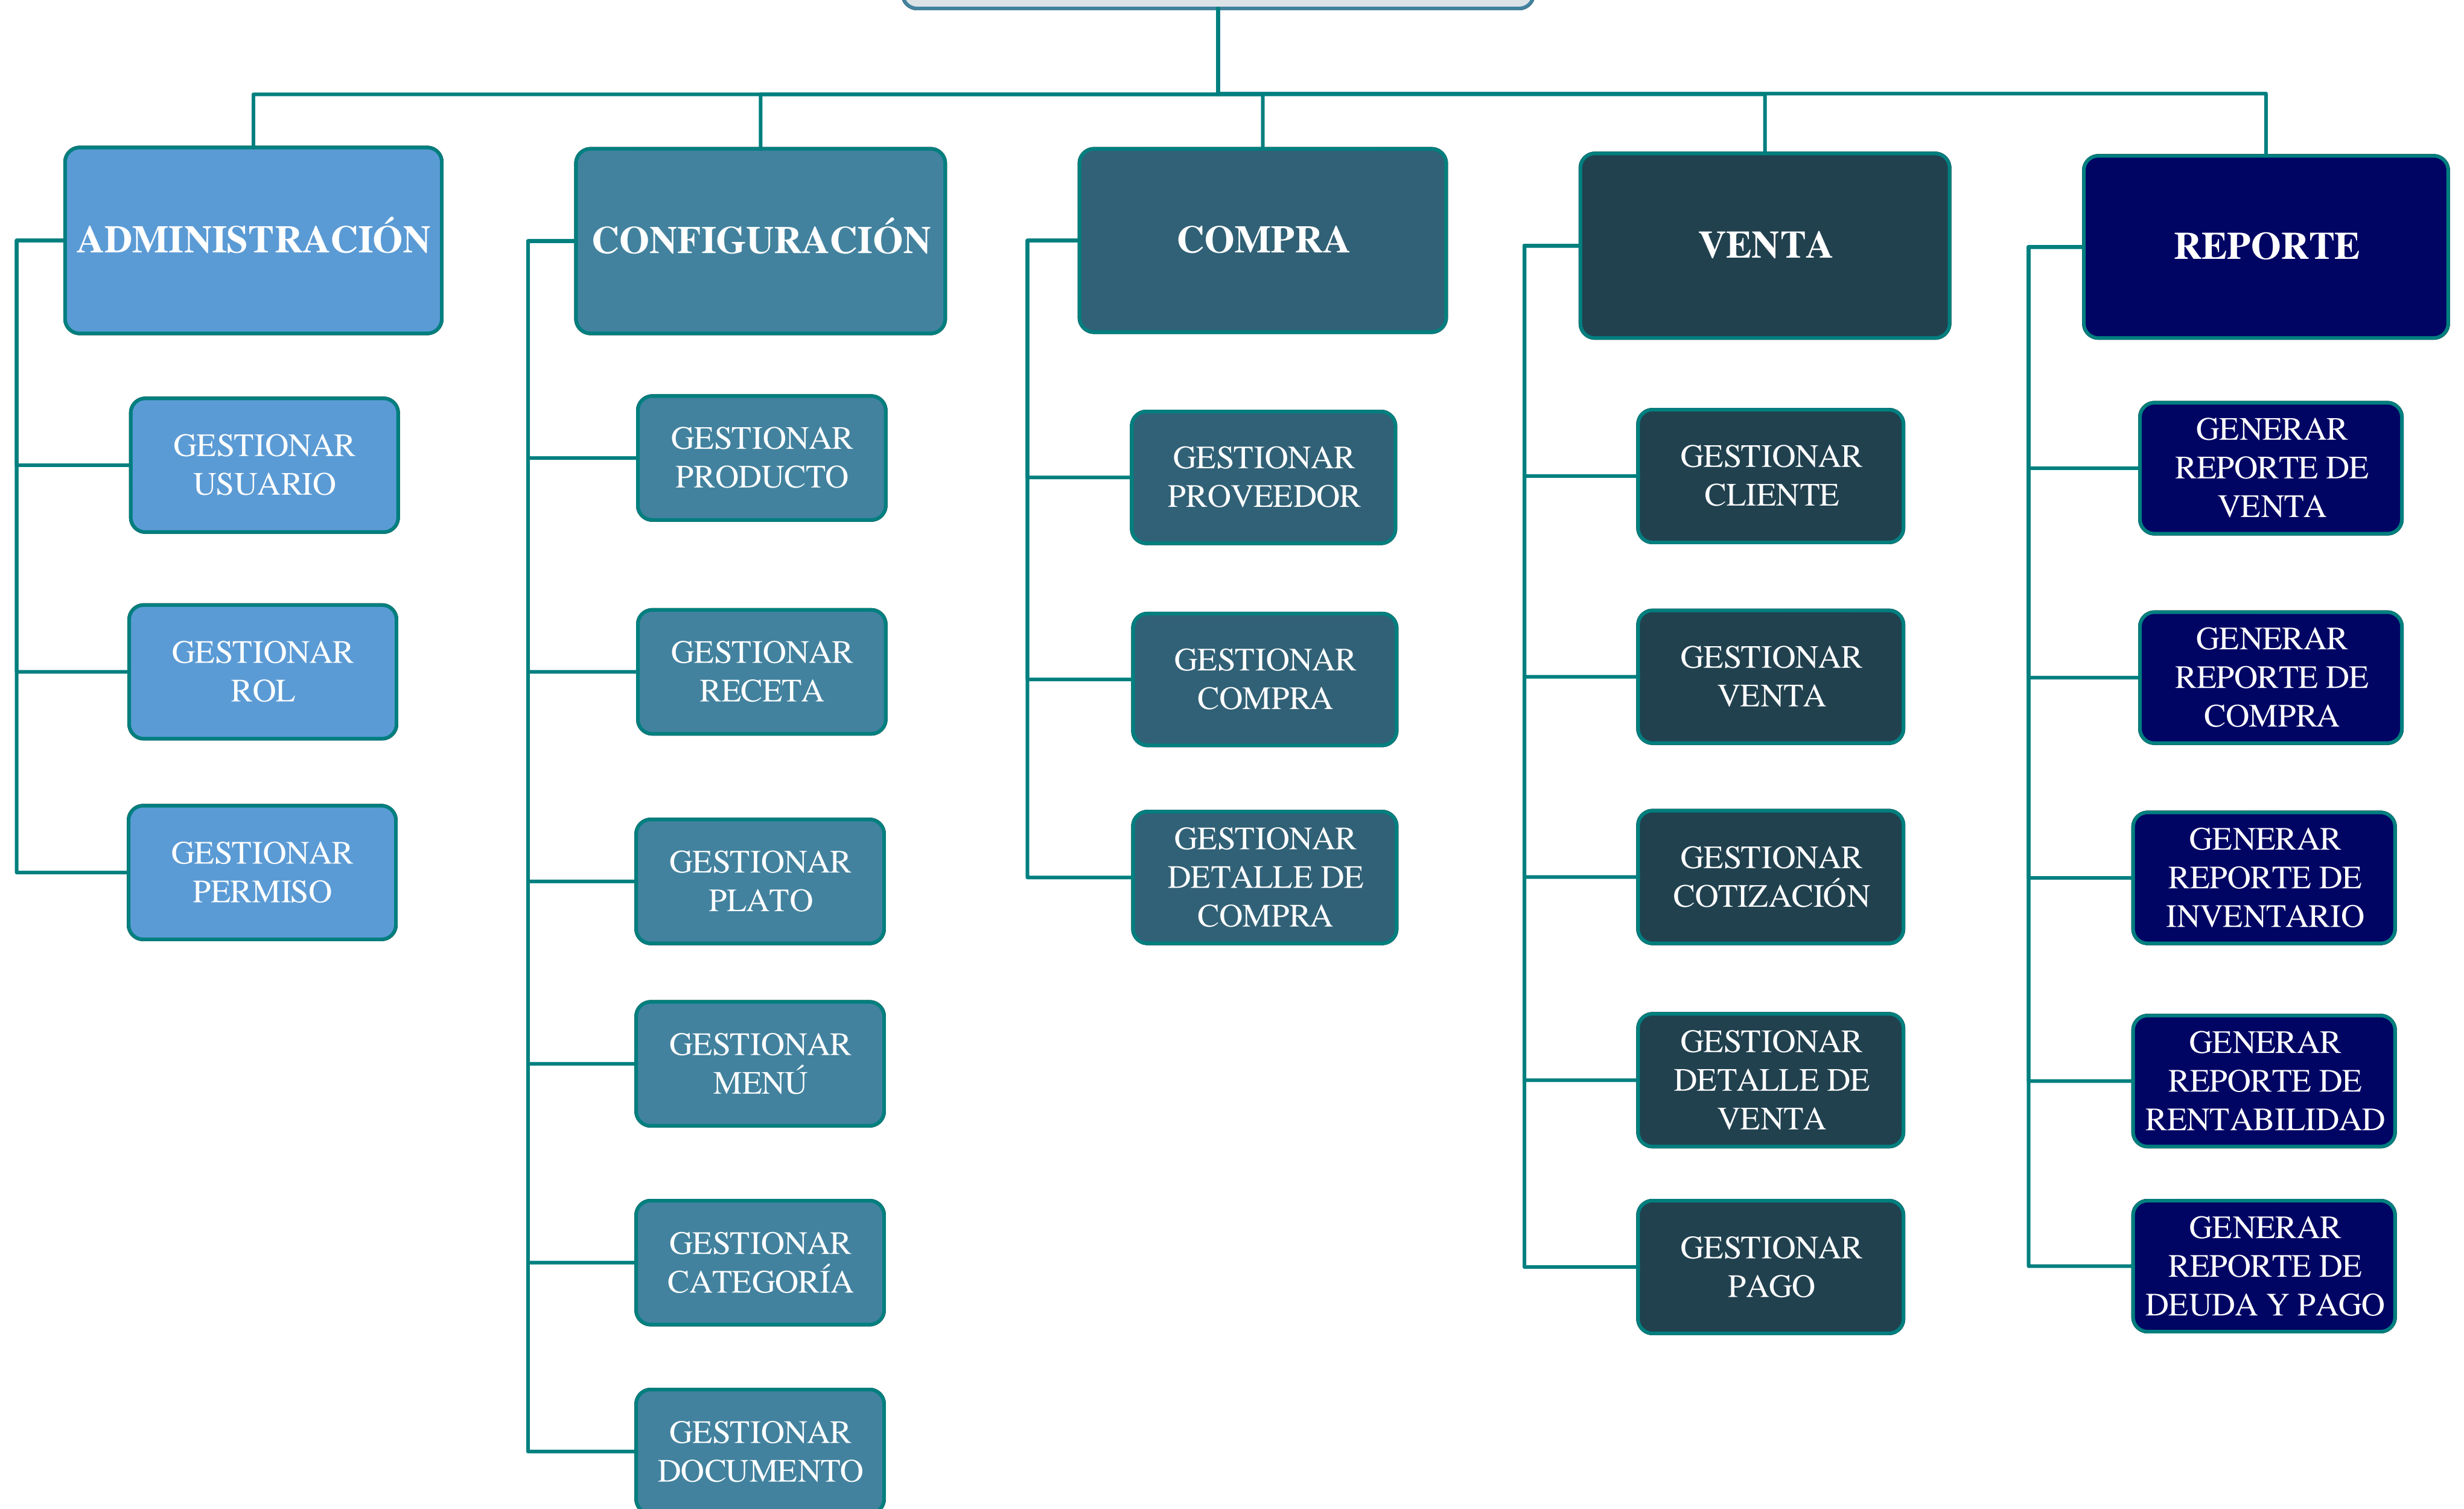 ADMINISTRACIÓN
GESTIONAR
USUARIO
GESTIONAR
ROL
GESTIONAR
PERMISO
CONFIGURACIÓN
GESTIONAR
PRODUCTO
GESTIONAR
RECETA
GESTIONAR
PLATO
GESTIONAR
MENÚ
GESTIONAR
CATEGORÍA
GESTIONAR
DOCUMENTO
COMPRA
GESTIONAR
PROVEEDOR
GESTIONAR
COMPRA
GESTIONAR
DETALLE DE
COMPRA
VENTA
GESTIONAR
CLIENTE
GESTIONAR
VENTA
GESTIONAR
COTIZACIÓN
GESTIONAR
DETALLE DE
VENTA
GESTIONAR
PAGO
REPORTE
GENERAR
REPORTE DE
VENTA
GENERAR
REPORTE DE
COMPRA
GENERAR
REPORTE DE
INVENTARIO
GENERAR
REPORTE DE
RENTABILIDAD
GENERAR
REPORTE DE
DEUDA Y PAGO